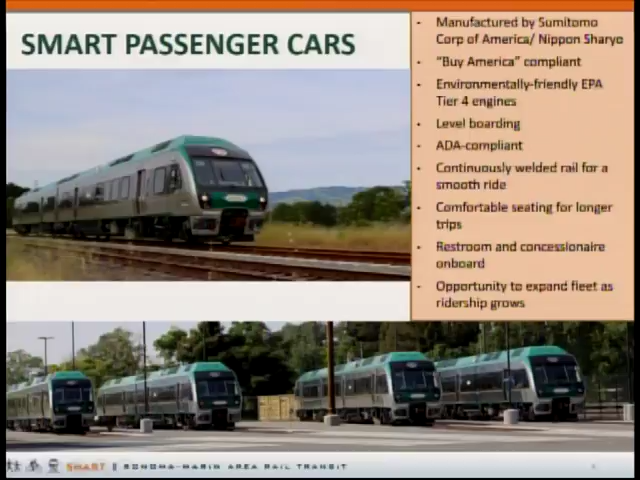 SMART PASSENGER CARS
- Manufactured by Sumitomo
Corp of America/ Nippon Sharyo
- "Buy America" compliant
- Environmentally-friendly EPA
Tier 4 engines
- Level boarding
- ADA-compliant
- Continuously welded rail for a
smooth ride
- Comfortable seating for longer
trips
- Restroom and concessionaire
onboard
- Opportunity to expand fleet as
ridership grows
SMART | SONOMA-MARIN AREA RAIL TRANSIT